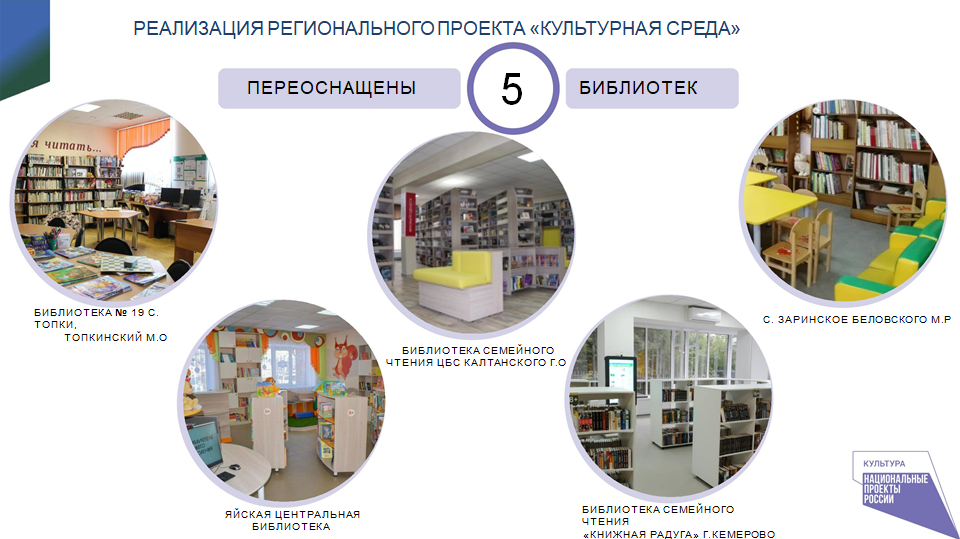 РЕАЛИЗАЦИЯ РЕГИОНАЛЬНОГО ПРОЕКТА «КУЛЬТУРНАЯ СРЕДА»
ПЕРЕОСНАЩЕНЫ
5
БИБЛИОТЕК
я читать...
БИБЛИОТЕКА № 19 С.
ТОПКИ,
ТОПКИНСКИЙ М.О
БИБЛИОТЕКА СЕМЕЙНОГО
ЧТЕНИЯ ЦБС КАЛТАНСКОГО Г.О
С. ЗАРИНСКОЕ БЕЛОВСКОГО М.Р
ЯЙСКАЯ ЦЕНТРАЛЬНАЯ
БИБЛИОТЕКА
БИБЛИОТЕКА СЕМЕЙНОГО
ЧТЕНИЯ
«КНИЖНАЯ РАДУГА» Г.КЕМЕРОВО
КУЛЬТУРА
НАЦИОНАЛЬНЫЕ
ПРОЕКТЫ
РОССИИ